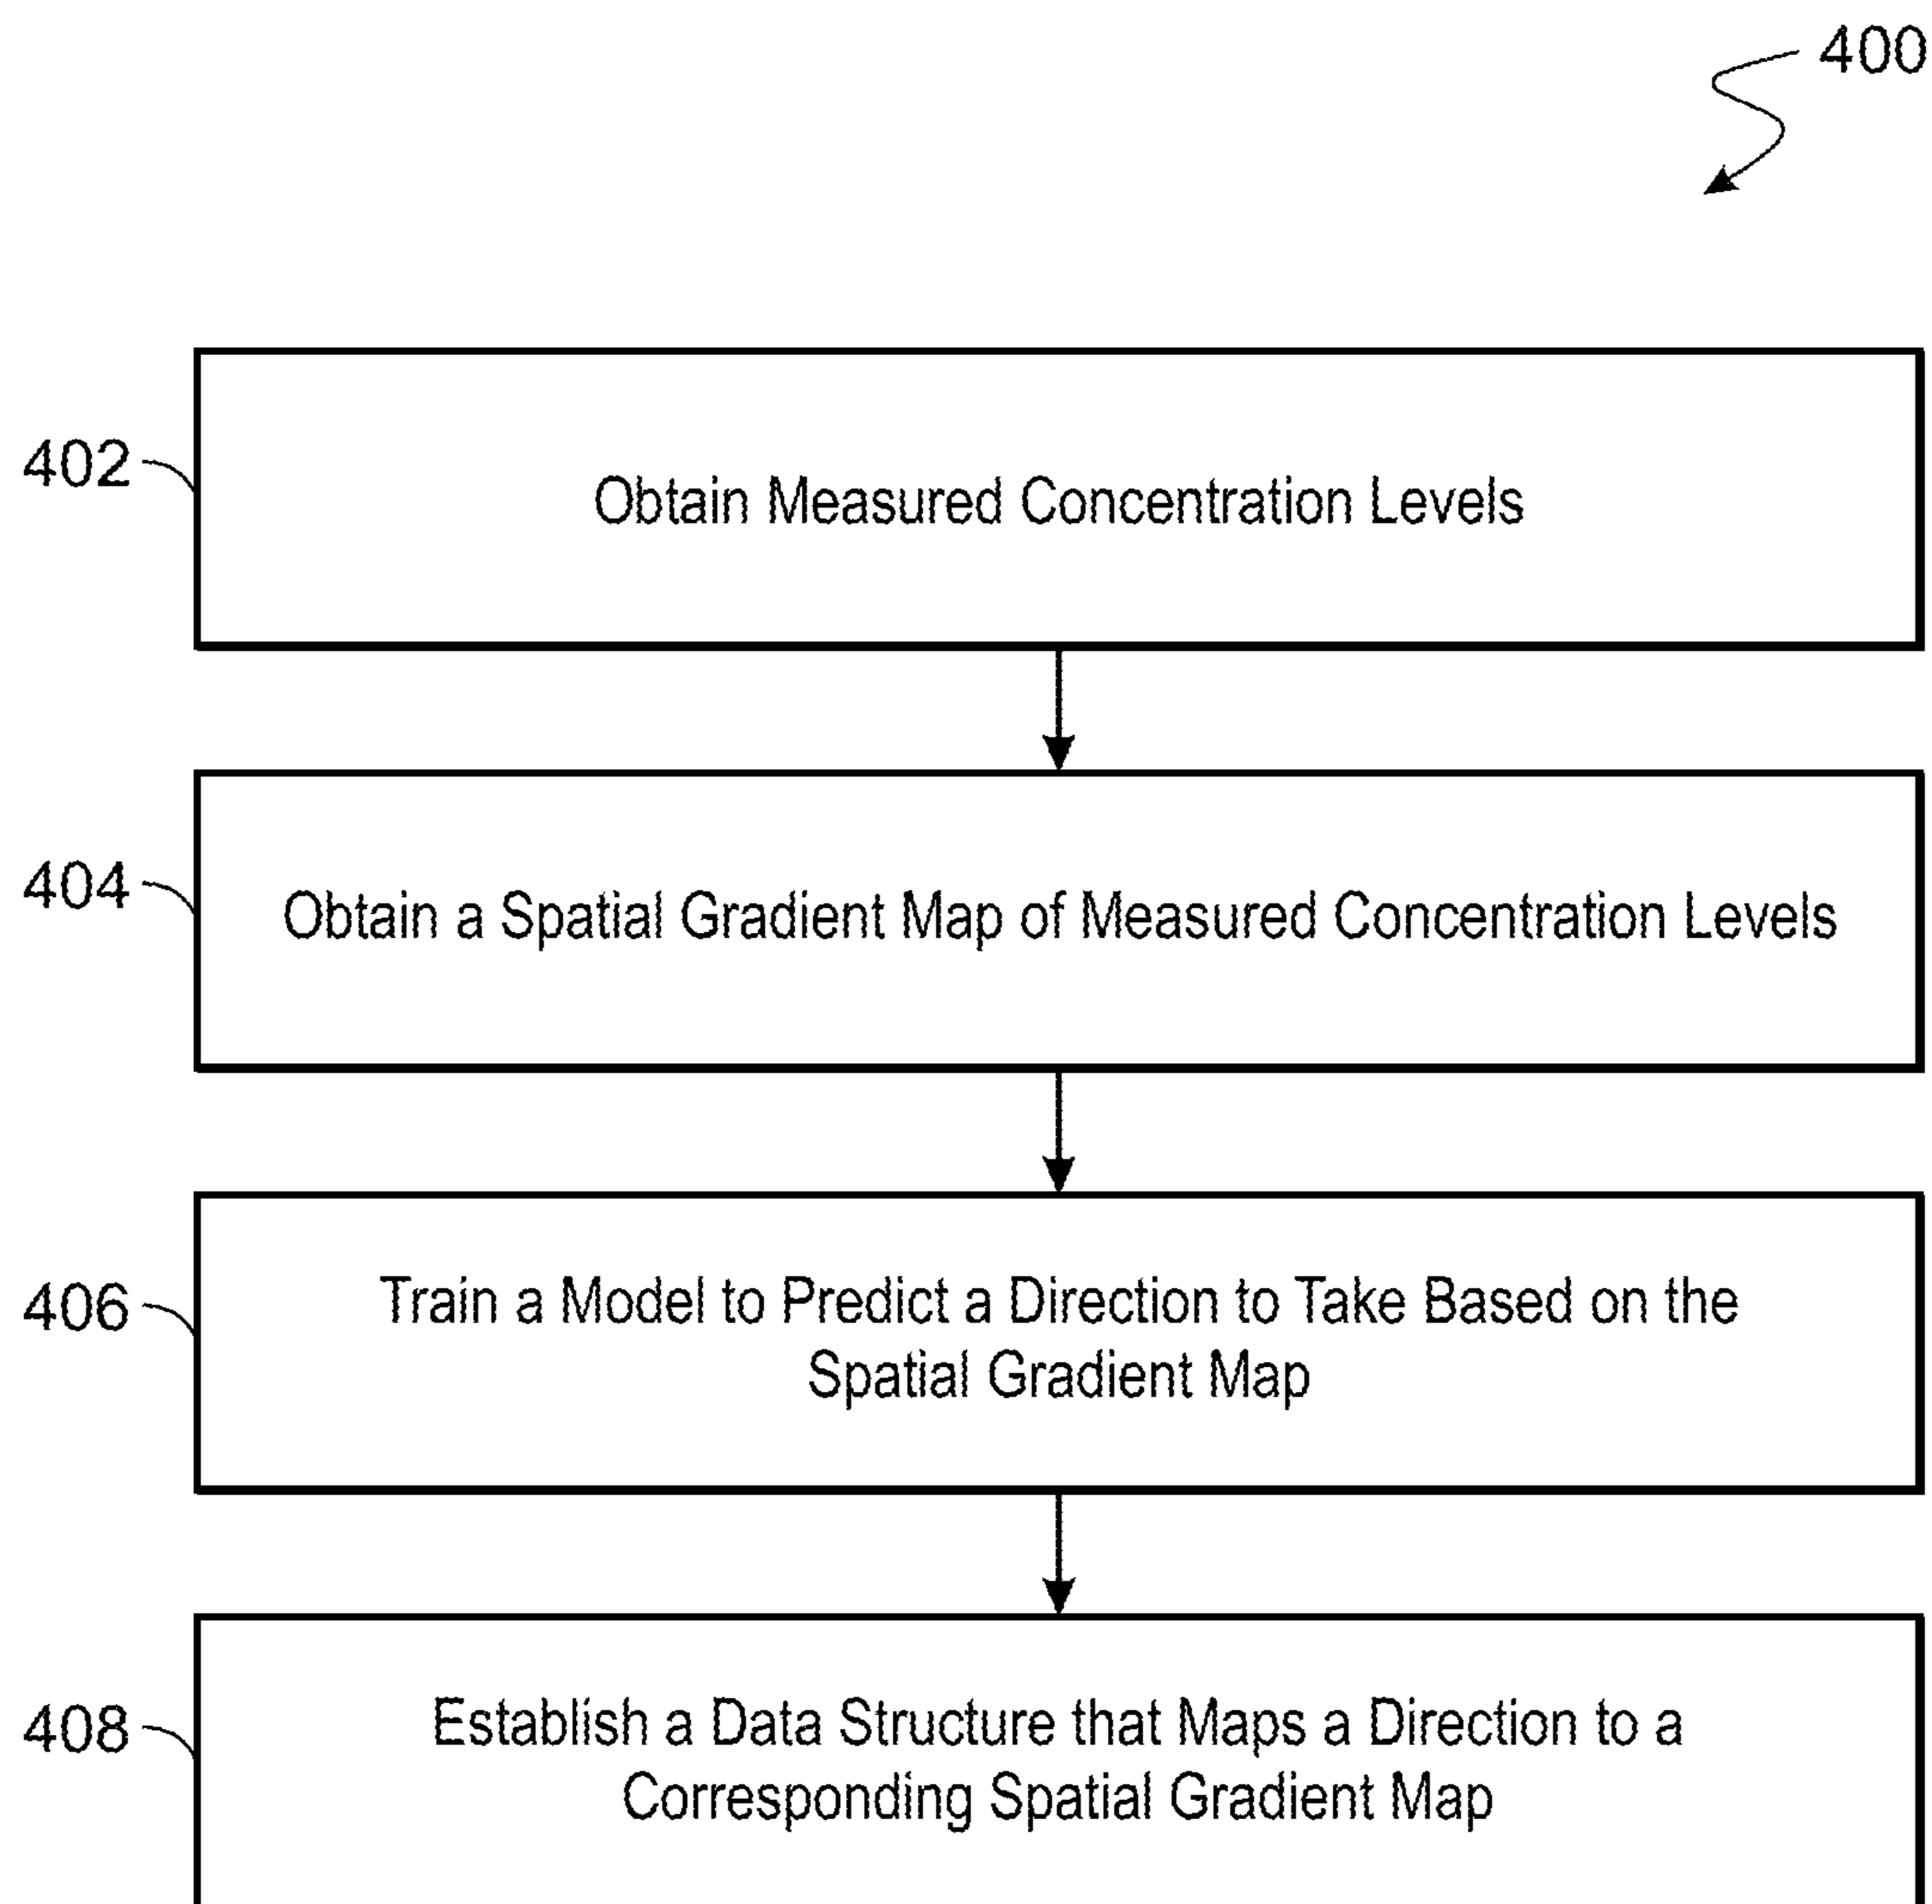 400
402
Obtain Measured Concentration Levels
404
Obtain a Spatial Gradient Map of Measured Concentration Levels
406
Train a Model to Predict a Direction to Take Based on the
Spatial Gradient Map
408
Establish a Data Structure that Maps a Direction to a
Corresponding Spatial Gradient Map